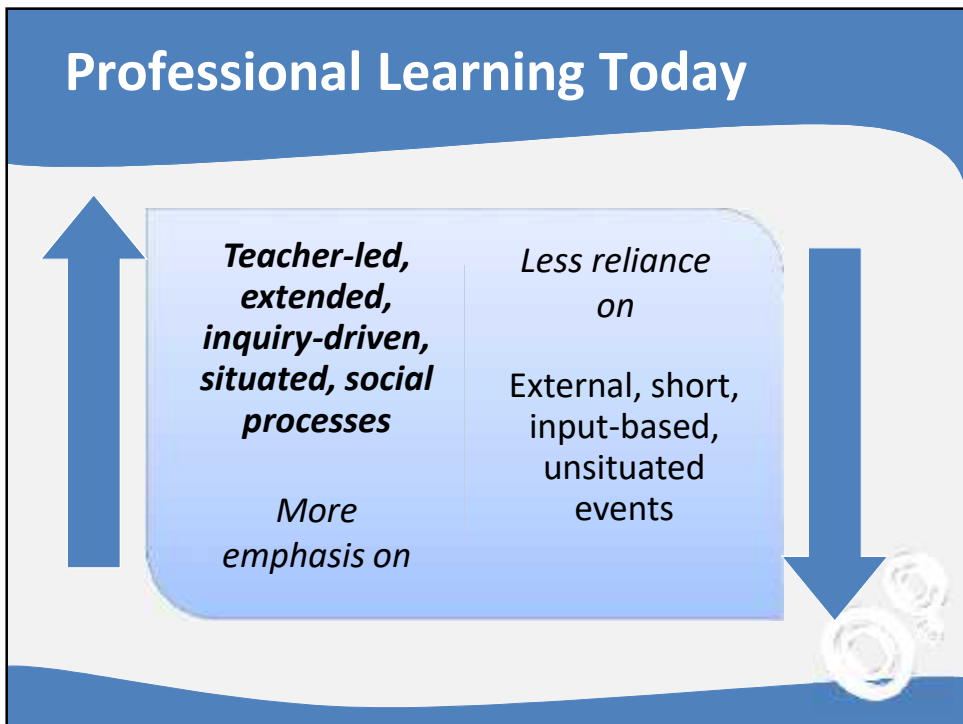 Professional Learning Today
Teacher-led,
extended,
inquiry-driven,
situated, social
processes
More
emphasis on
Less reliance
on
External, short,
input-based,
unsituated
events